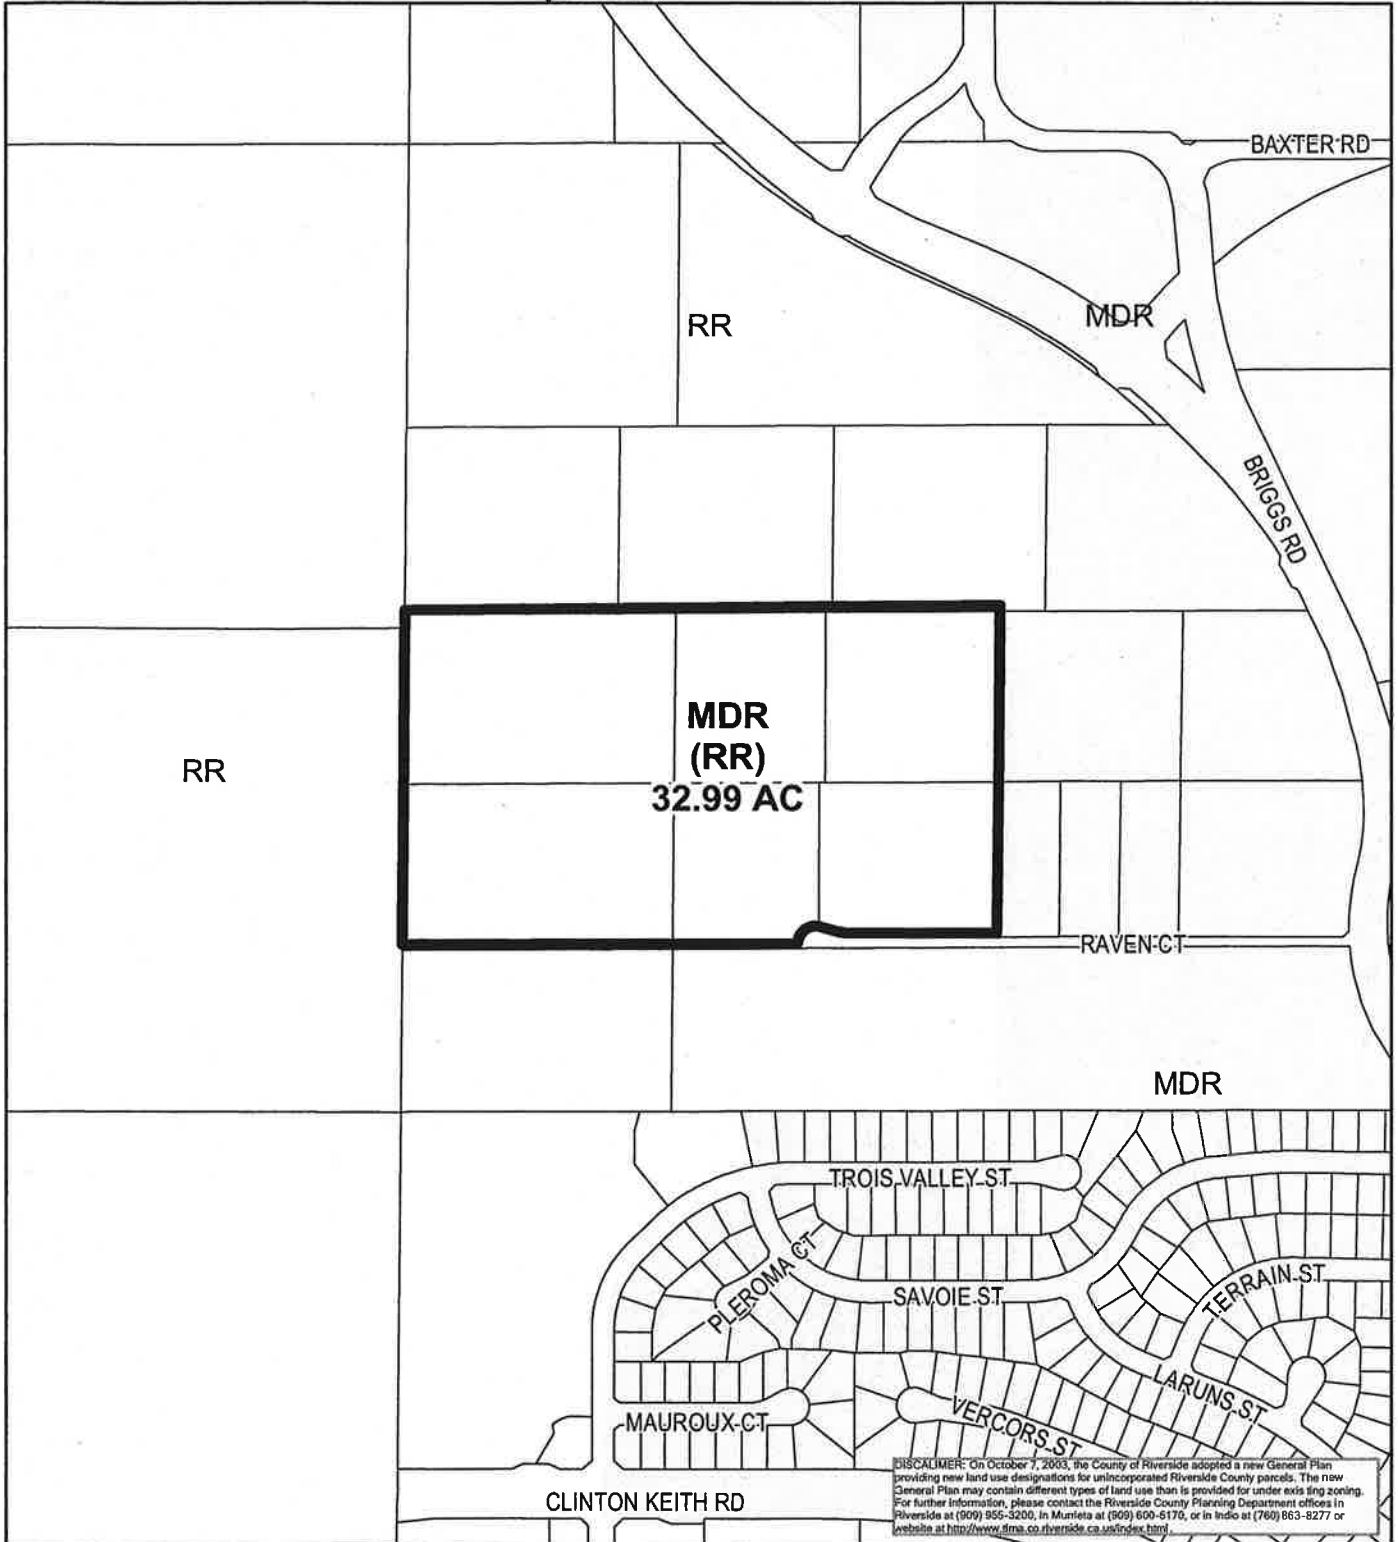 BAXTER RD
RR
MDR
BRIGGS RD
MDR
(RR)
32.99 AC
RR
RAVEN CT
MDR
TROIS VALLEY ST
PLEROMA CT
SAVOIE ST
TERRAIN ST
LARUNS ST
MAUROUX CT
VERCORS ST
CLINTON KEITH RD
DISCALIMER: On October 7, 2003, the County of Riverside adopted a new General Plan
providing new land use designations for unincorporated Riverside County parcels. The new
General Plan may contain different types of land use than is provided for under existing zoning.
For further information, please contact the Riverside County Planning Department offices in
Riverside at (909) 955-3200, in Murrieta at (909) 600-6170, or in Indio at (760) 863-8277 or
website at http://www.tlma.co.riverside.ca.us/index.html.